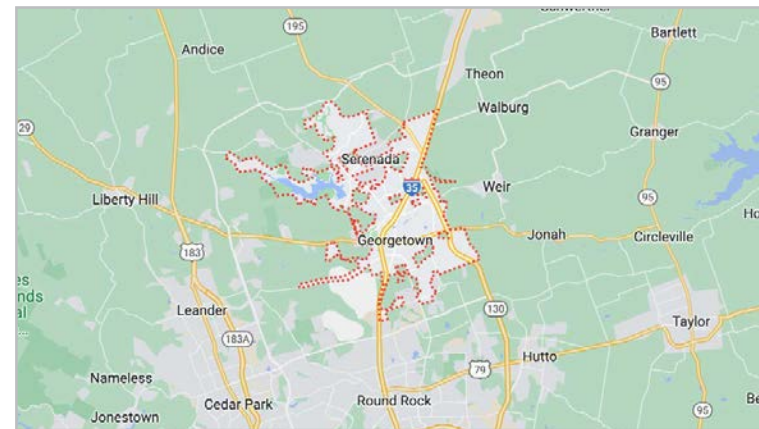 195
Andice
Bartlett
Theon
95
Walburg
29
Granger
Serenada
35
Weir
95
Liberty Hill
Georgetown
Jonah
Circleville
183
Leander
130
Taylor
183A
Hutto
79
Nameless
Cedar Park
Round Rock
95
Jonestown